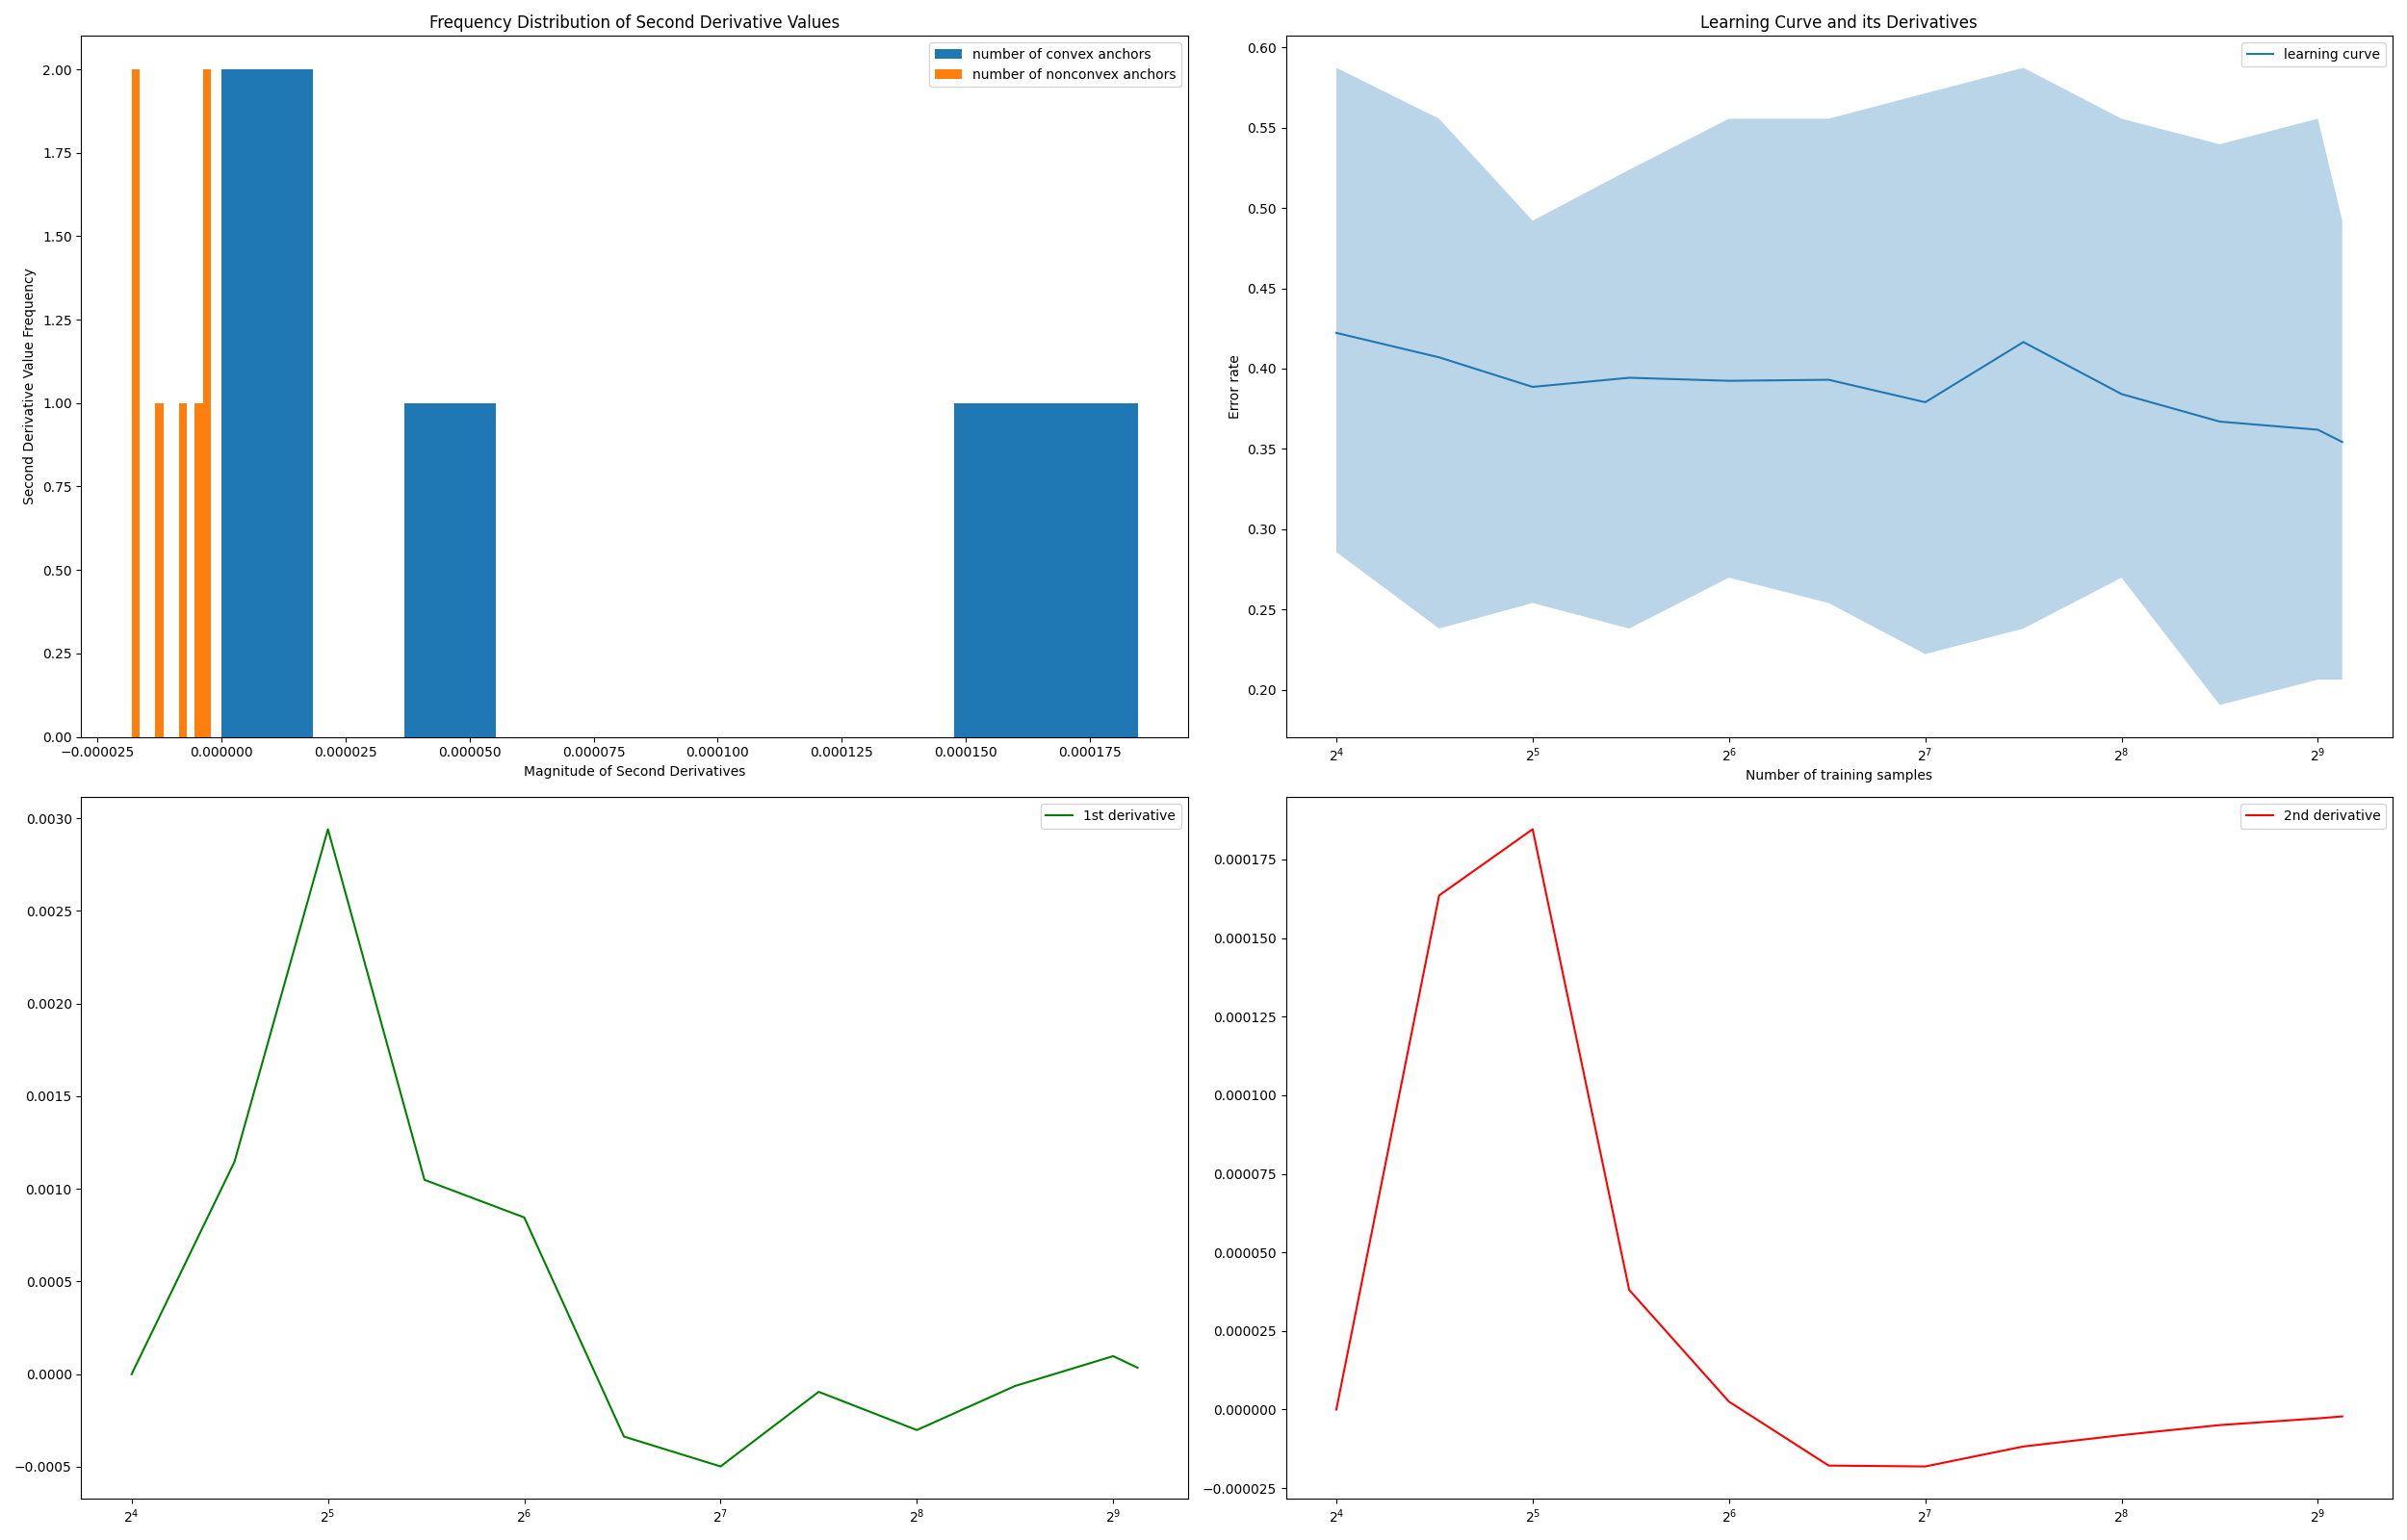 Frequency Distribution of Second Derivative Values
number of convex anchors
number of nonconvex anchors
2.00
1.75
1.50
1.25
1.00
0.75
0.50
0.25
0.00
Second Derivative Value Frequency
−0.000025 0.000000 0.000025 0.000050 0.000075 0.000100 0.000125 0.000150 0.000175
Magnitude of Second Derivatives
Learning Curve and its Derivatives
learning curve
0.60
0.55
0.50
0.45
0.40
0.35
0.30
0.25
0.20
Error rate
2⁴ 2⁵ 2⁶ 2⁷ 2⁸ 2⁹
Number of training samples
1st derivative
0.0030
0.0025
0.0020
0.0015
0.0010
0.0005
0.0000
−0.0005
2⁴ 2⁵ 2⁶ 2⁷ 2⁸ 2⁹
2nd derivative
0.000175
0.000150
0.000125
0.000100
0.000075
0.000050
0.000025
0.000000
−0.000025
2⁴ 2⁵ 2⁶ 2⁷ 2⁸ 2⁹